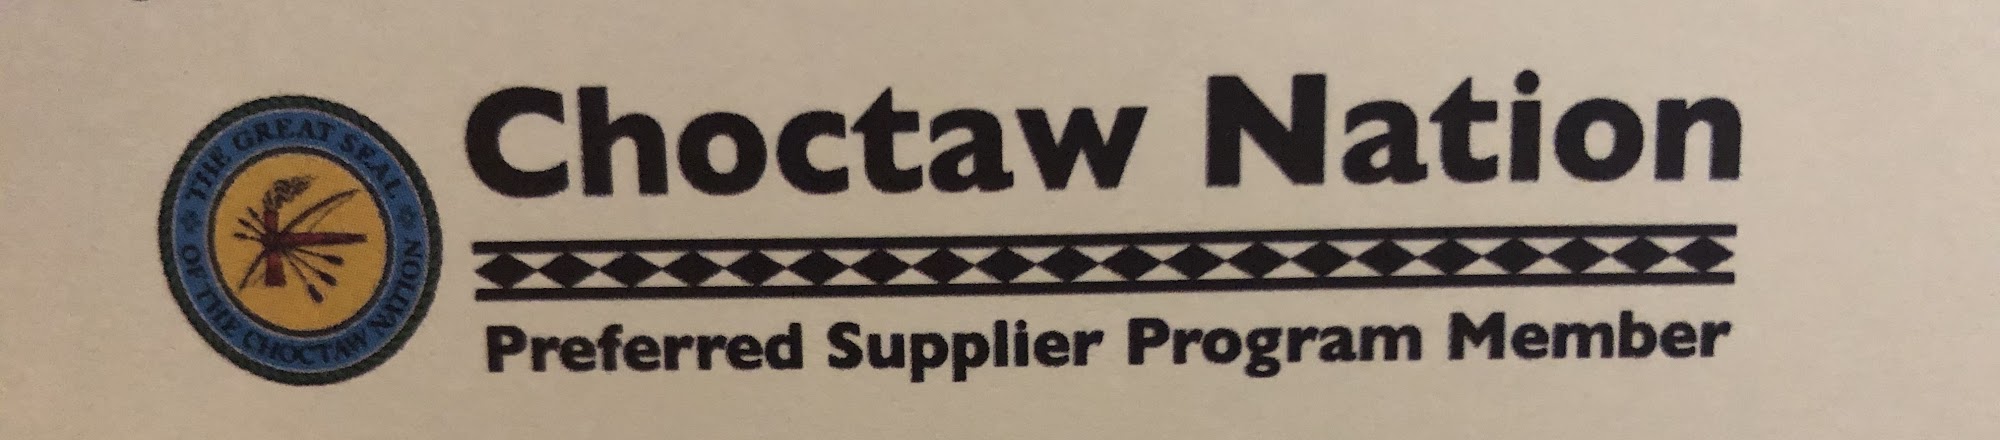 THE GREAT SEAL
OF THE CHOCTAW NATION
Choctaw Nation
Preferred Supplier Program Member